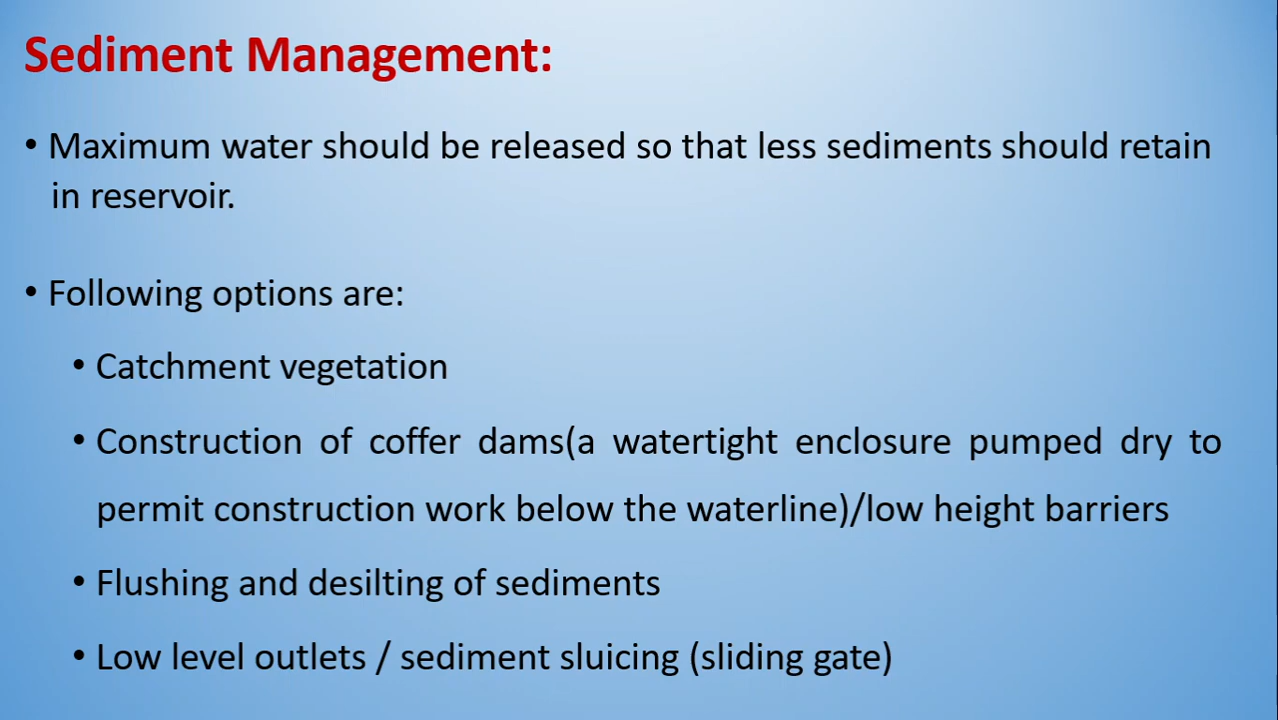 Sediment Management:
• Maximum water should be released so that less sediments should retain
in reservoir.
• Following options are:
• Catchment vegetation
• Construction of coffer dams(a watertight enclosure pumped dry to
permit construction work below the waterline)/low height barriers
• Flushing and desilting of sediments
• Low level outlets / sediment sluicing (sliding gate)